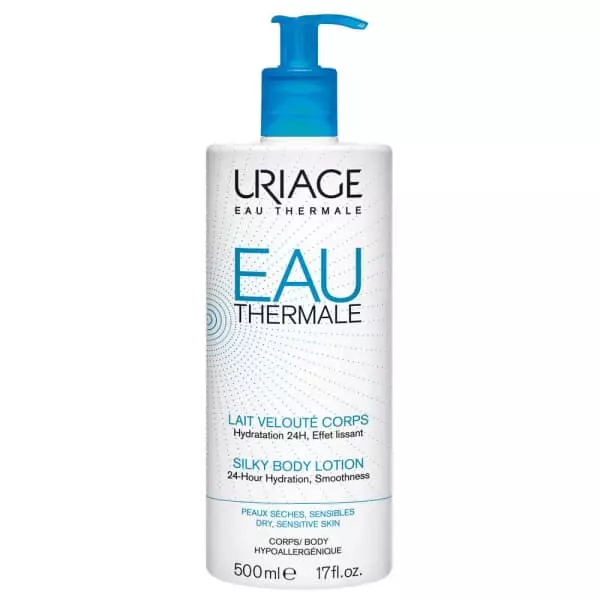 URIAGE
EAU THERMALE
EAU
THERMALE
LAIT VELOUTÉ CORPS
Hydratation 24H, Effet lissant
SILKY BODY LOTION
24-Hour Hydration, Smoothness
PEAUX SÈCHES, SENSIBLES
DRY, SENSITIVE SKIN
CORPS/ BODY
HYPOALLERGÉNIQUE
500ml e 17fl.oz.